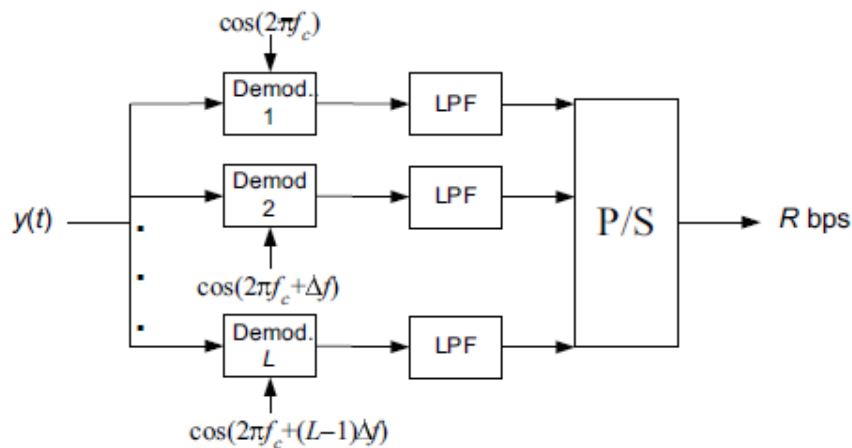 cos(2πf_c)
Demod..
1
LPF
Demod
2
LPF
y(t)
P/S
R bps
cos(2πf_c+Δf)
Demod.
L
LPF
cos(2πf_c+(L−1)Δf)